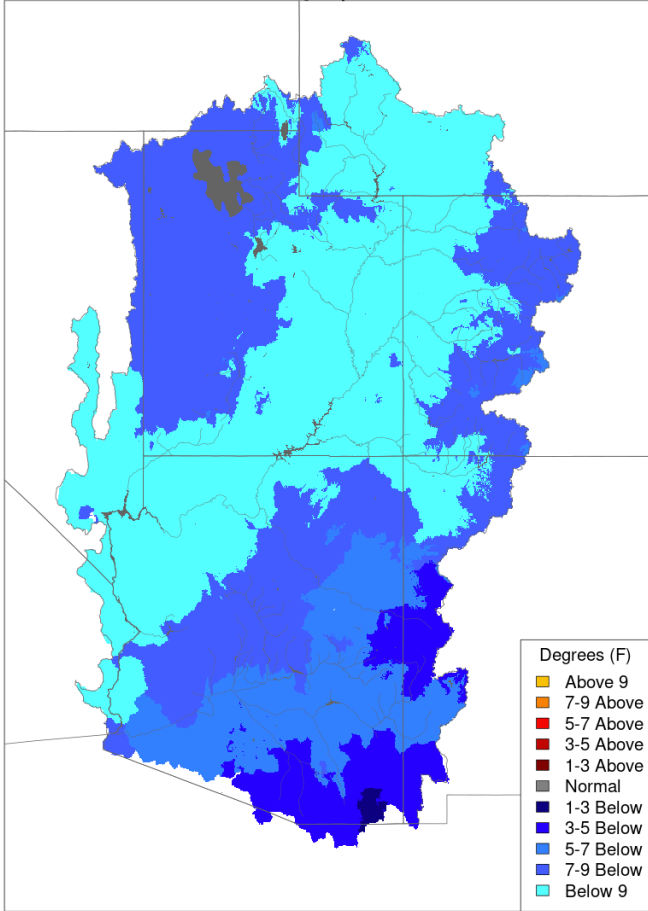 Degrees (F)
Above 9
7-9 Above
5-7 Above
3-5 Above
1-3 Above
Normal
1-3 Below
3-5 Below
5-7 Below
7-9 Below
Below 9